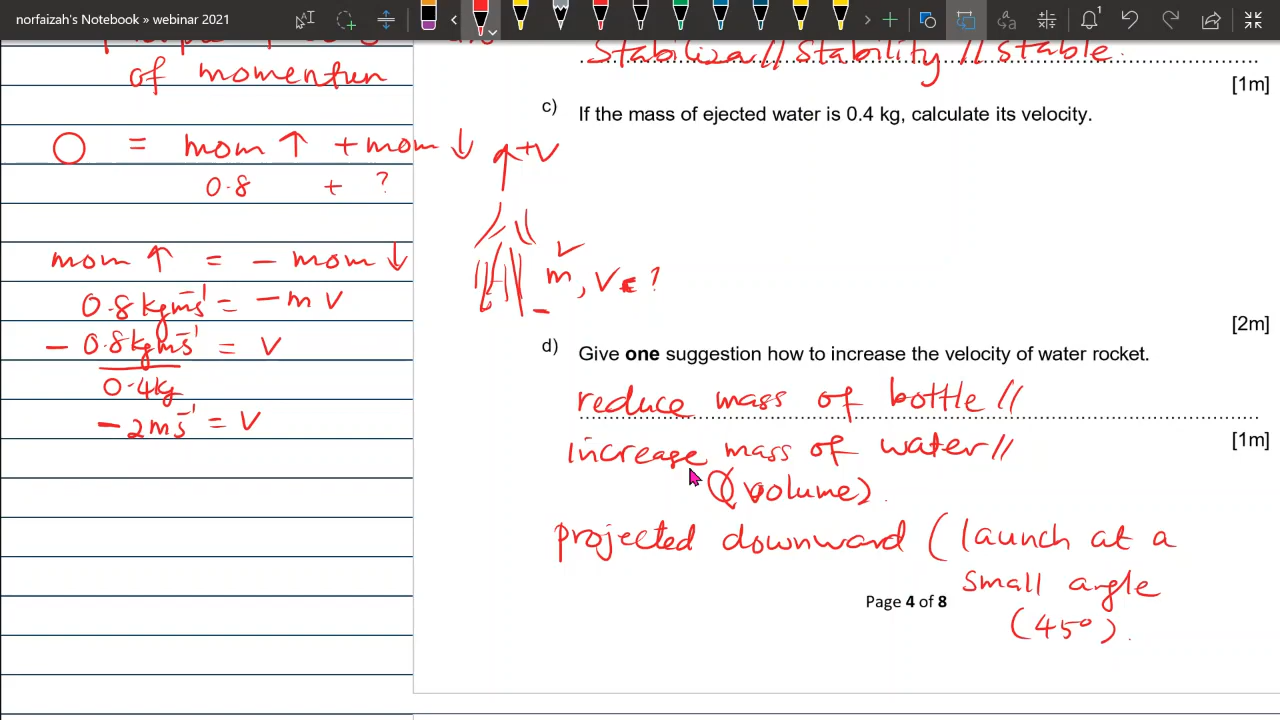 norfaizah's Notebook » webinar 2021
of momentum
0 = mom ↑ + mom ↓
0.8 + ?
mom ↑ = - mom ↓
0.8 kgms⁻¹ = - m v
- 0.8 kgms⁻¹ = v
0.4 kg
- 2 ms⁻¹ = v
Stabiliza // Stability // Stable.
[1m]
c) If the mass of ejected water is 0.4 kg, calculate its velocity.
+v
m, v = ?
[2m]
d) Give one suggestion how to increase the velocity of water rocket.
reduce mass of bottle //
[1m]
increase mass of water //
(volume).
projected downward (launch at a
small angle
(45°).
Page 4 of 8